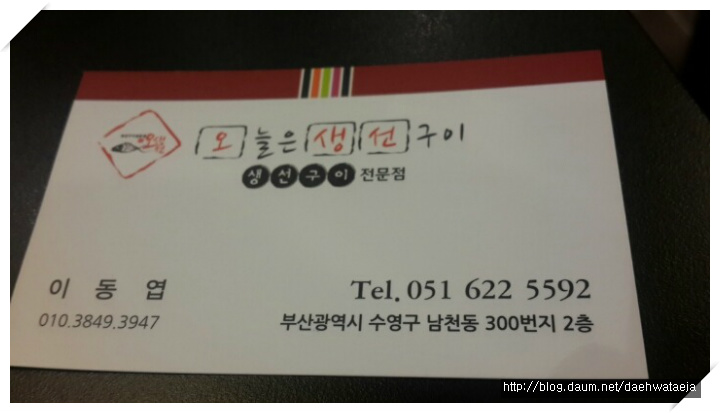 오늘은생선구이
생선구이 전문점
이 동 엽
010.3849.3947
Tel. 051 622 5592
부산광역시 수영구 남천동 300번지 2층
http://blog.daum.net/daehwataeja